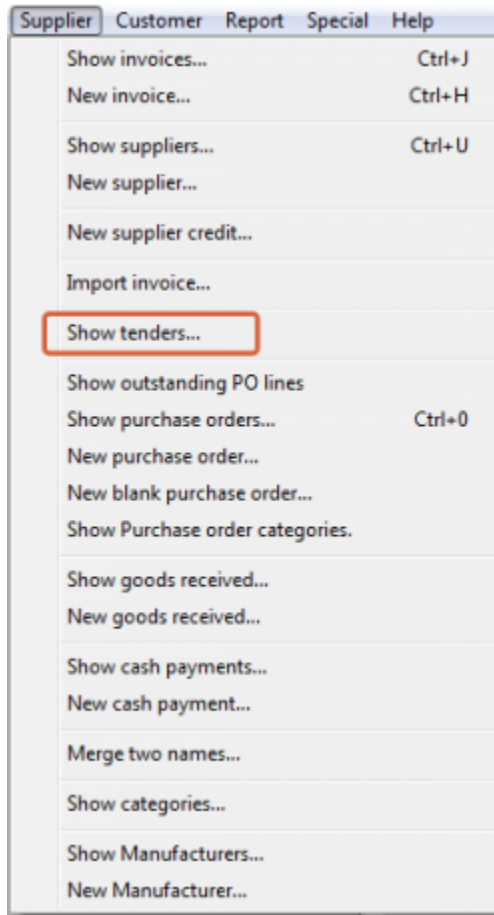 Supplier Customer Report Special Help
Show invoices... Ctrl+J
New invoice... Ctrl+H
Show suppliers... Ctrl+U
New supplier...
New supplier credit...
Import invoice...
Show tenders...
Show outstanding PO lines
Show purchase orders... Ctrl+0
New purchase order...
New blank purchase order...
Show Purchase order categories.
Show goods received...
New goods received...
Show cash payments...
New cash payment...
Merge two names...
Show categories...
Show Manufacturers...
New Manufacturer...